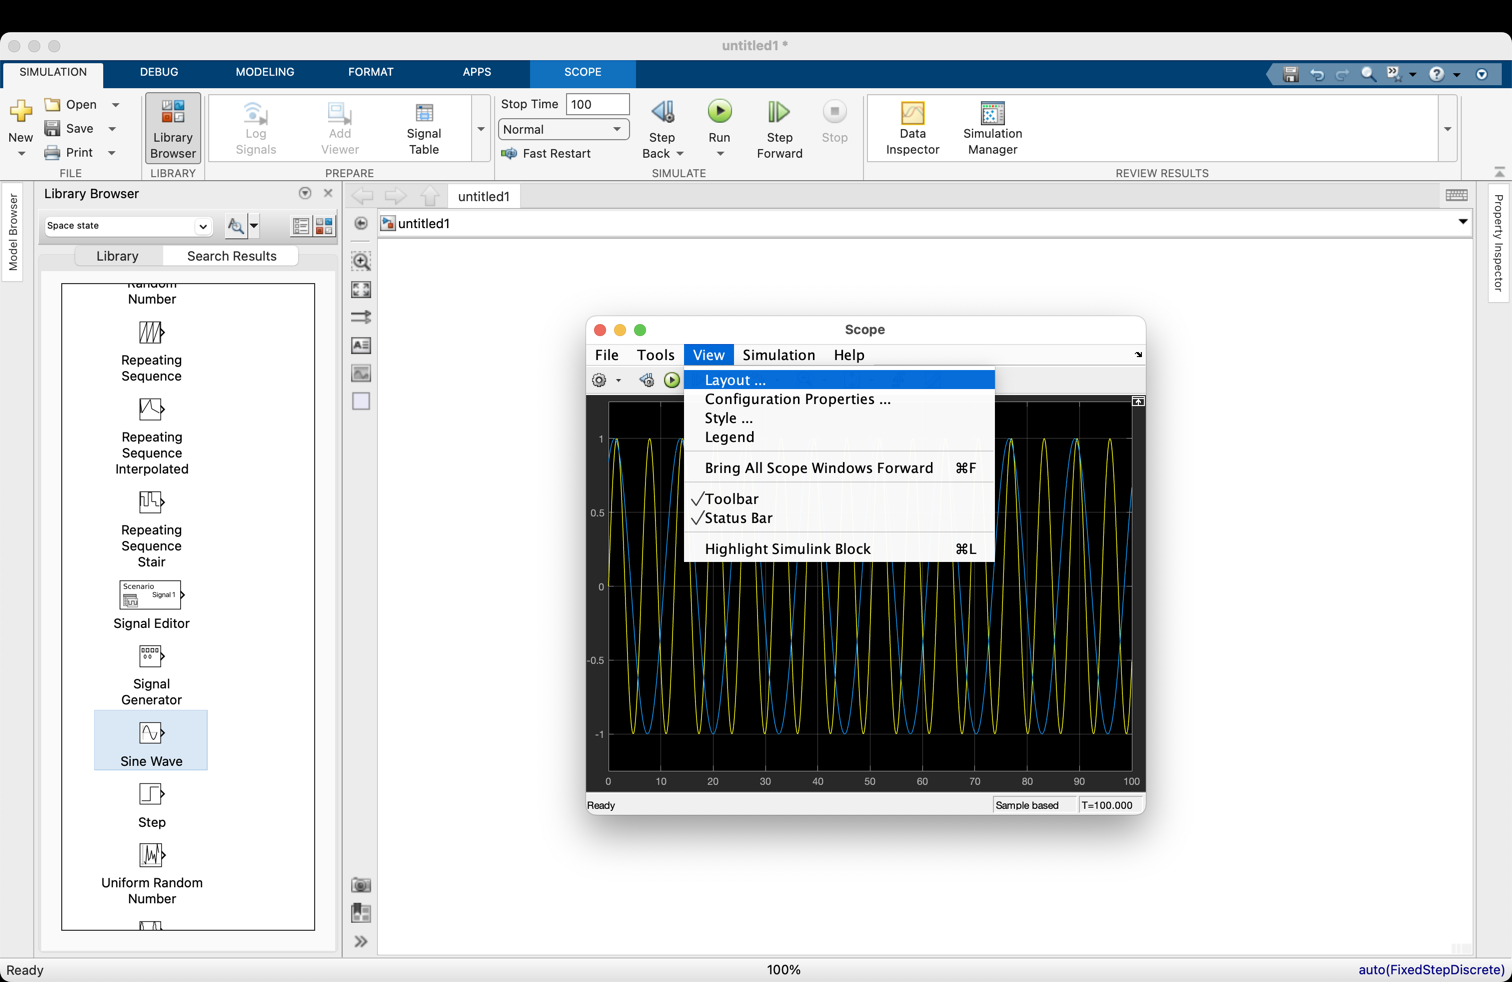 untitled1 *
SIMULATION DEBUG MODELING FORMAT APPS SCOPE
New
Open
Save
Print
FILE
Library Browser
LIBRARY
Log Signals
Add Viewer
Signal Table
PREPARE
Stop Time 100
Normal
Fast Restart
Step Back
Run
Step Forward
Stop
SIMULATE
Data Inspector
Simulation Manager
REVIEW RESULTS
Model Browser
Library Browser
Space state
Library Search Results
Random
Number
Repeating
Sequence
Repeating
Sequence
Interpolated
Repeating
Sequence
Stair
Scenario
Signal 1
Signal Editor
Signal
Generator
Sine Wave
Step
Uniform Random
Number
untitled1
untitled1
Property Inspector
Scope
File Tools View Simulation Help
Layout ...
Configuration Properties ...
Style ...
Legend
Bring All Scope Windows Forward ⌘F
✓Toolbar
✓Status Bar
Highlight Simulink Block ⌘L
1
0.5
0
-0.5
-1
0 10 20 30 40 50 60 70 80 90 100
Ready Sample based T=100.000
Ready 100% auto(FixedStepDiscrete)